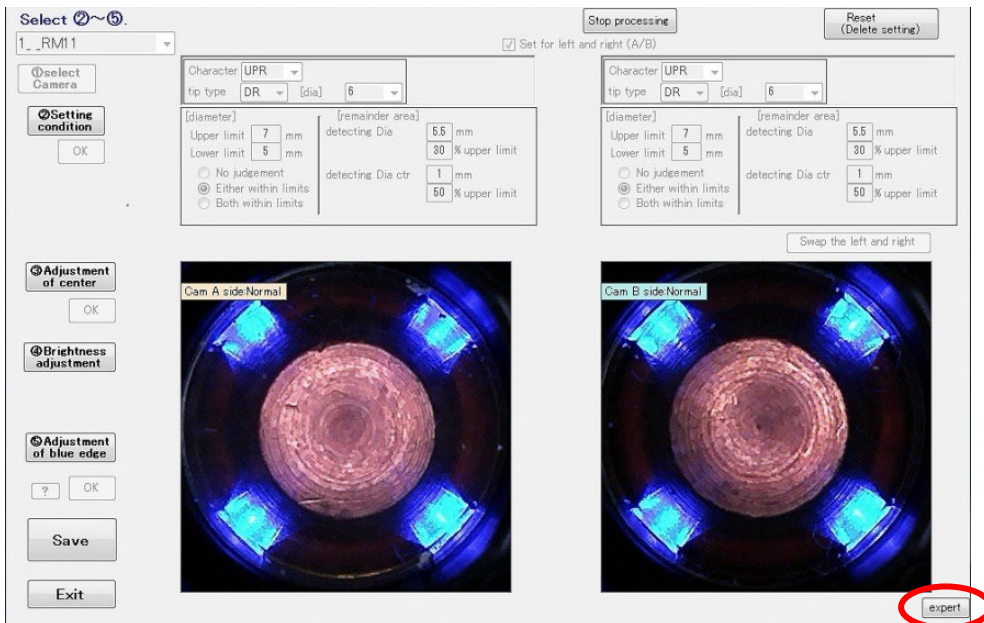 Select ②～⑤.
Stop processing
Reset
(Delete setting)
1_ _RM11
Set for left and right (A/B)
①select
Camera
②Setting
condition
OK
Character UPR
tip type DR [dia] 6
[diameter]
Upper limit 7 mm
Lower limit 5 mm
No judgement
Either within limits
Both within limits
[remainder area]
detecting Dia 5.5 mm
30 % upper limit
detecting Dia ctr 1 mm
50 % upper limit
Character UPR
tip type DR [dia] 6
[diameter]
Upper limit 7 mm
Lower limit 5 mm
No judgement
Either within limits
Both within limits
[remainder area]
detecting Dia 5.5 mm
30 % upper limit
detecting Dia ctr 1 mm
50 % upper limit
Swap the left and right
③Adjustment
of center
OK
④Brightness
adjustment
⑤Adjustment
of blue edge
? OK
Save
Exit
Cam A side:Normal
Cam B side:Normal
expert